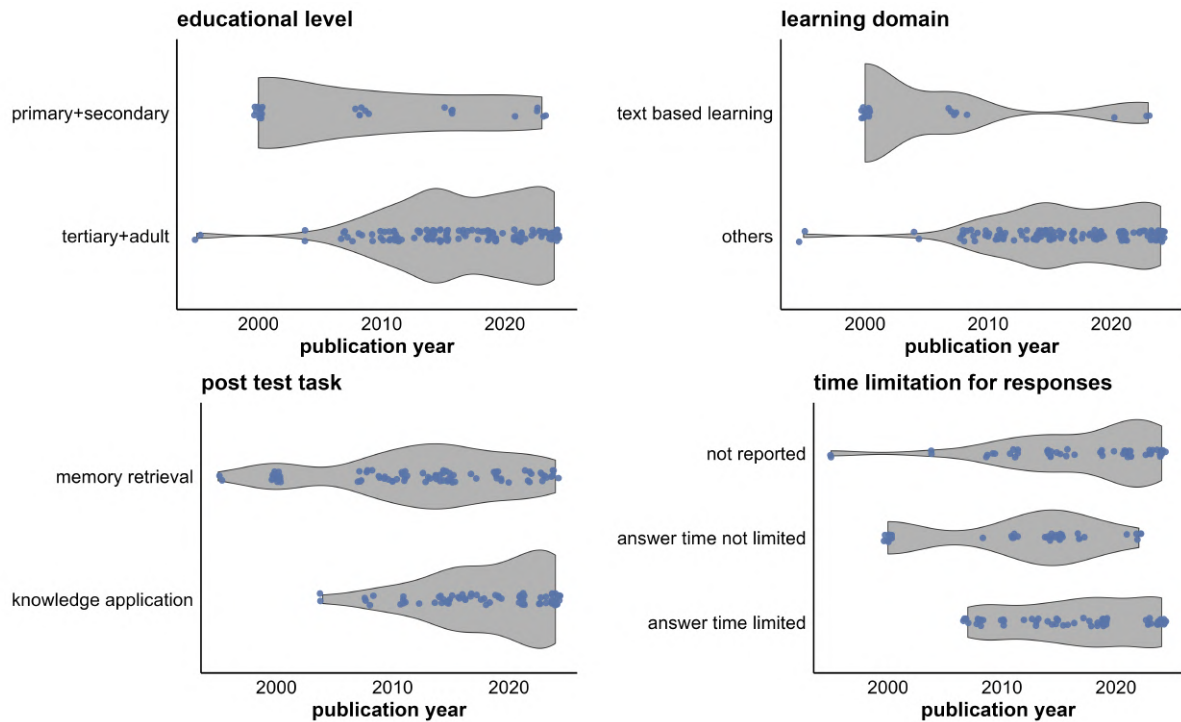 educational level
primary+secondary
tertiary+adult
2000 2010 2020
publication year
learning domain
text based learning
others
2000 2010 2020
publication year
post test task
memory retrieval
knowledge application
2000 2010 2020
publication year
time limitation for responses
not reported
answer time not limited
answer time limited
2000 2010 2020
publication year